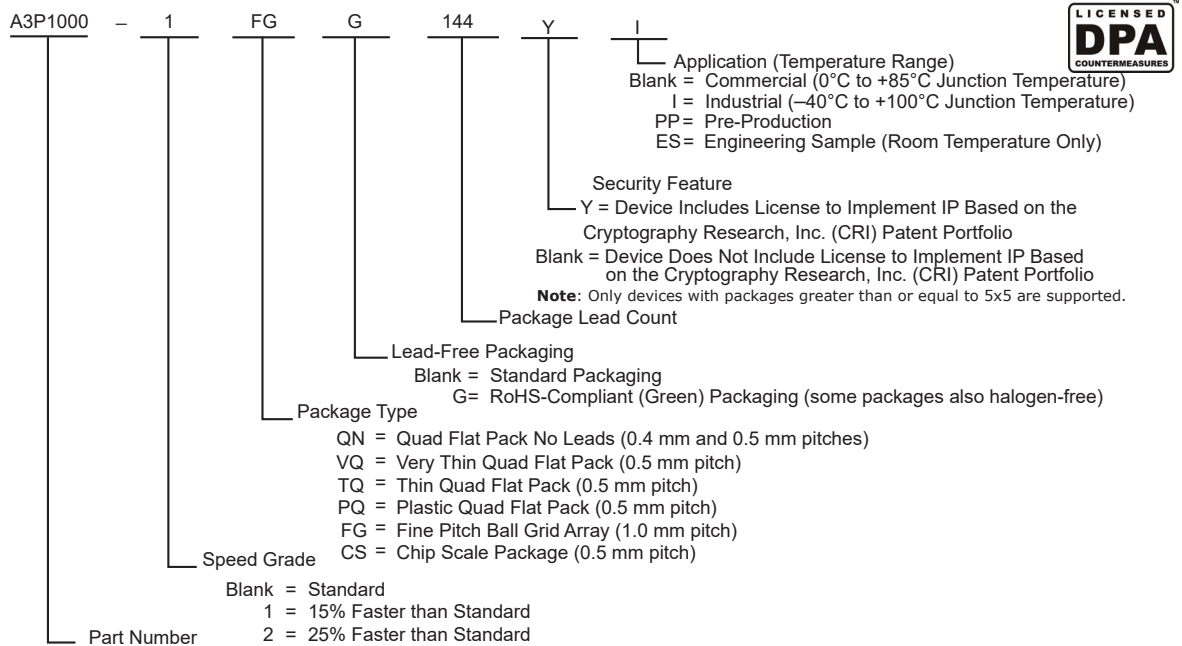 A3P1000 – 1 FG G 144 Y I
LICENSED
DPA
COUNTERMEASURES
™
Application (Temperature Range)
Blank = Commercial (0°C to +85°C Junction Temperature)
I = Industrial (–40°C to +100°C Junction Temperature)
PP = Pre-Production
ES = Engineering Sample (Room Temperature Only)
Security Feature
Y = Device Includes License to Implement IP Based on the
Cryptography Research, Inc. (CRI) Patent Portfolio
Blank = Device Does Not Include License to Implement IP Based
on the Cryptography Research, Inc. (CRI) Patent Portfolio
Note: Only devices with packages greater than or equal to 5x5 are supported.
Package Lead Count
Lead-Free Packaging
Blank = Standard Packaging
G= RoHS-Compliant (Green) Packaging (some packages also halogen-free)
Package Type
QN = Quad Flat Pack No Leads (0.4 mm and 0.5 mm pitches)
VQ = Very Thin Quad Flat Pack (0.5 mm pitch)
TQ = Thin Quad Flat Pack (0.5 mm pitch)
PQ = Plastic Quad Flat Pack (0.5 mm pitch)
FG = Fine Pitch Ball Grid Array (1.0 mm pitch)
CS = Chip Scale Package (0.5 mm pitch)
Speed Grade
Blank = Standard
1 = 15% Faster than Standard
2 = 25% Faster than Standard
Part Number